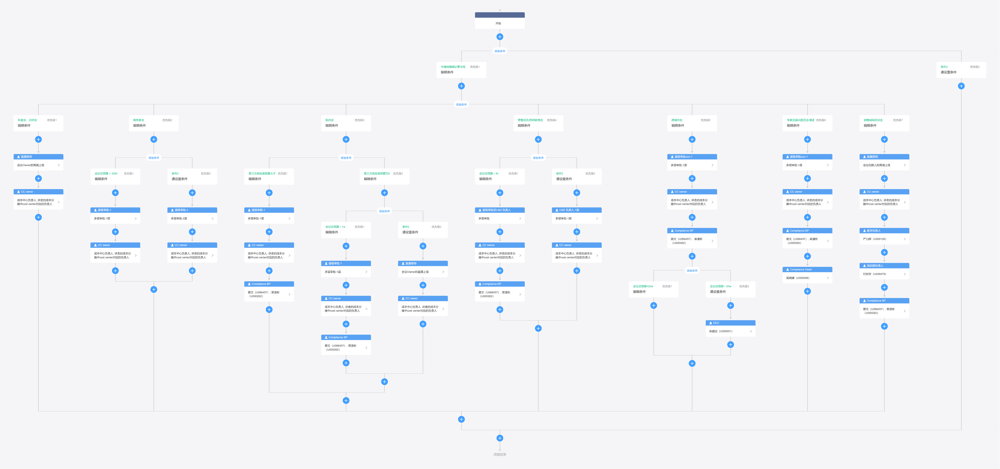 开始
添加条件
申请或编辑必要字段 优先级1
编辑条件
条件2 优先级2
请设置条件
添加条件
科室会，点评会 优先级1
编辑条件
直属领导
会议Owner的直属上级
CC owner
成本中心负责人, 讲者的成本分
摊中cost center对应的负责人
商务参会 优先级2
编辑条件
添加条件
会议总预算 > 3000 优先级1
编辑条件
逐级审批-1
多层审批-1层
CC owner
成本中心负责人, 讲者的成本分
摊中cost center对应的负责人
条件2 优先级2
请设置条件
逐级审批-2
多层审批-2层
CC owner
成本中心负责人, 讲者的成本分
摊中cost center对应的负责人
院内会 优先级3
编辑条件
添加条件
第三方供应商预算大于 优先级1
编辑条件
逐级审批-1
多层审批-1层
CC owner
成本中心负责人, 讲者的成本分
摊中cost center对应的负责人
Compliance BP
蔡文（U066457）, 章潘彬
（U000262）
第三方供应商预算为0 优先级2
编辑条件
添加条件
会议总预算 > 1w 优先级1
编辑条件
逐级审批-1
多层审批-1层
CC owner
成本中心负责人, 讲者的成本分
摊中cost center对应的负责人
Compliance BP
蔡文（U066457）, 章潘彬
（U000262）
条件2 优先级2
请设置条件
直属领导
会议Owner的直属上级
CC owner
成本中心负责人, 讲者的成本分
摊中cost center对应的负责人
零售店员/药师教育会 优先级4
编辑条件
添加条件
会议总预算 > 5k 优先级1
编辑条件
逐级审批至C&D 负责人
多层审批
CC owner
成本中心负责人, 讲者的成本分
摊中cost center对应的负责人
Compliance BP
蔡文（U066457）, 章潘彬
（U000262）
条件2 优先级2
请设置条件
C&D 负责人-1层
多层审批-1层
CC owner
成本中心负责人, 讲者的成本分
摊中cost center对应的负责人
跨城市会 优先级5
编辑条件
逐级审批ceo-1
多层审批-1层
CC owner
成本中心负责人, 讲者的成本分
摊中cost center对应的负责人
Compliance BP
蔡文（U066457）, 章潘彬
（U000262）
添加条件
会议总预算≤20w 优先级1
编辑条件
会议总预算 > 20w 优先级2
请设置条件
CEO
（U000001）
专家及顾问委员会/渠道 优先级6
编辑条件
逐级审批ceo-1
多层审批-1层
CC owner
成本中心负责人, 讲者的成本分
摊中cost center对应的负责人
Compliance BP
蔡文（U066457）, 章潘彬
（U000262）
Compliance Head
吴晓婧（U000008）
销售辅导培训会 优先级7
编辑条件
直属领导
会议创建人的直属上级
CC owner
成本中心负责人, 讲者的成本分
摊中cost center对应的负责人
医学负责人
严力群（U000126）
培训部负责人
（U028479）
Compliance BP
蔡文（U066457）, 章潘彬
（U000262）
流程结束